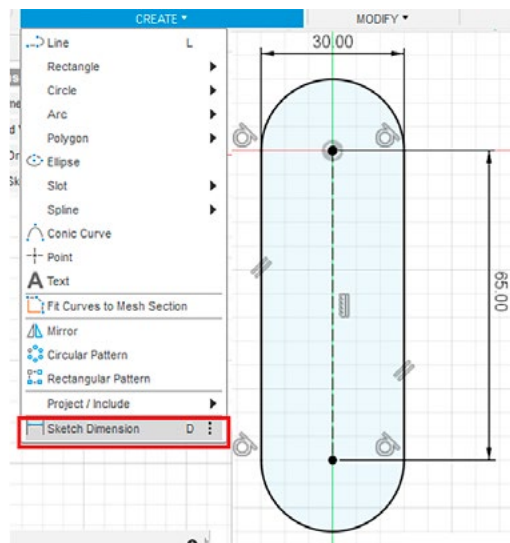 CREATE ▾
MODIFY ▾
Line L
Rectangle
Circle
Arc
Polygon
Ellipse
Slot
Spline
Conic Curve
Point
A Text
Fit Curves to Mesh Section
Mirror
Circular Pattern
Rectangular Pattern
Project / Include
Sketch Dimension D
30.00
65.00